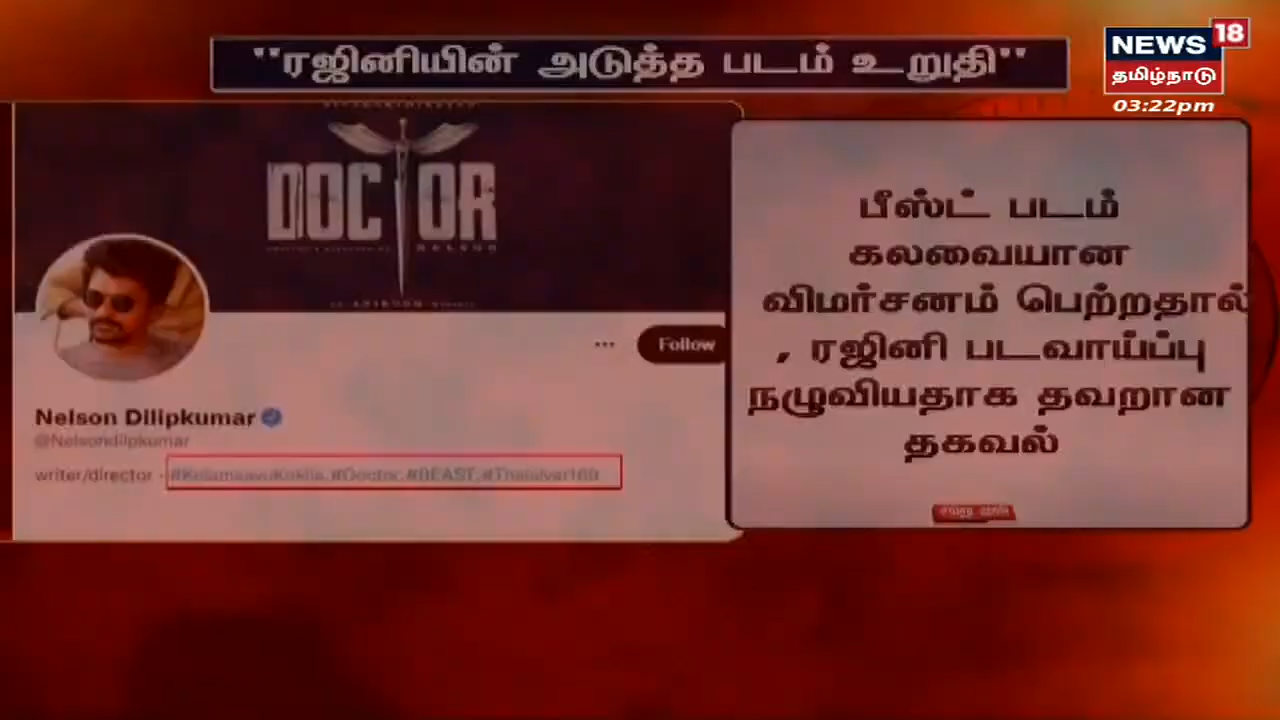 "ரஜினியின் அடுத்த படம் உறுதி"
NEWS 18
தமிழ்நாடு
03:22pm
DOCTOR
NELSON
பீஸ்ட் படம்
கலவையான
விமர்சனம் பெற்றதால்
, ரஜினி படவாய்ப்பு
நழுவியதாக தவறான
தகவல்
... Follow
Nelson Dilipkumar
@Nelsondilpkumar
writer/director - #KolamaavuKokila, #Doctor, #BEAST, #Thalaivar169